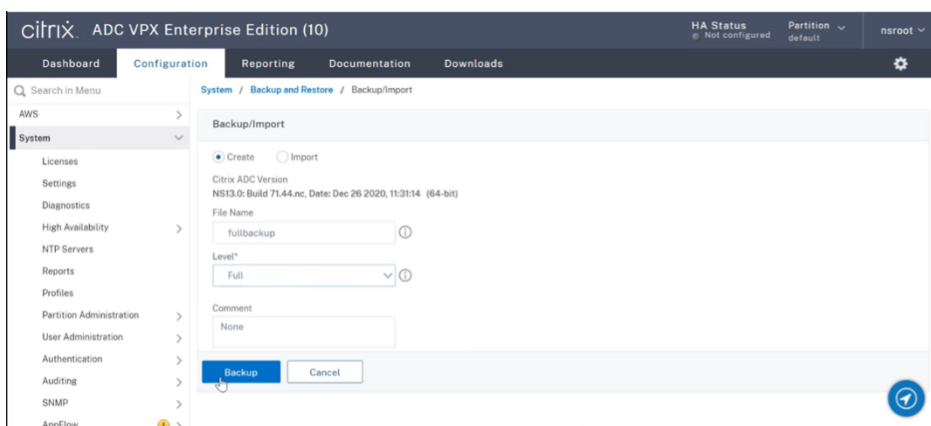 citrix. ADC VPX Enterprise Edition (10)
HA Status
Not configured
Partition
default
nsroot
Dashboard
Configuration
Reporting
Documentation
Downloads
Search in Menu
AWS
System
Licenses
Settings
Diagnostics
High Availability
NTP Servers
Reports
Profiles
Partition Administration
User Administration
Authentication
Auditing
SNMP
AppFlow
System / Backup and Restore / Backup/Import
Backup/Import
Create Import
Citrix ADC Version
NS13.0: Build 71.44.nc, Date: Dec 26 2020, 11:31:14 (64-bit)
File Name
fullbackup
Level*
Full
Comment
None
Backup
Cancel